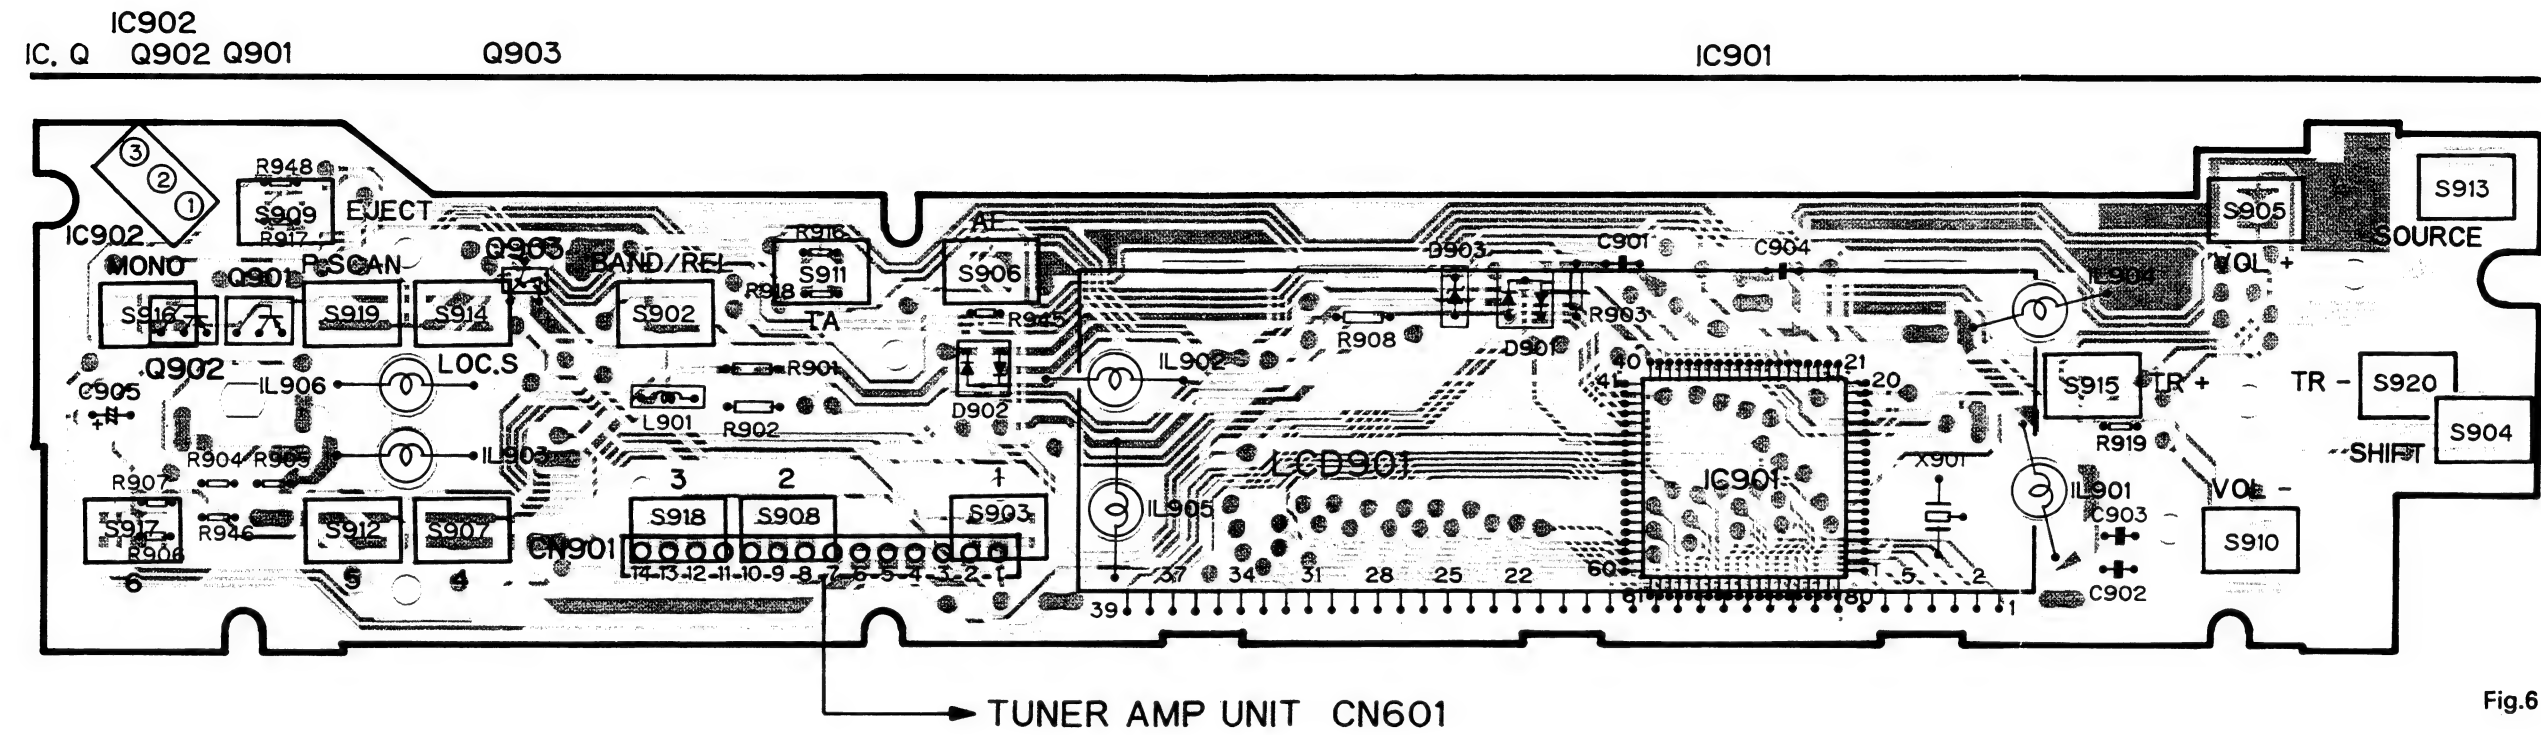 IC902
IC. Q Q902 Q901 Q903 IC901
3
2
1
IC902
R948
S909
R917
EJECT
MONO
Q901
P.SCAN
Q903
BAND/REL
R916
S911
R918
TA
AF
S906
R945
D903
C901
C904
IL904
S905
VOL +
S913
SOURCE
S916
S919
S914
S902
Q902
LOC.S
IL906
C905
+
R901
L901
R902
D902
IL902
R908
D901
R903
40
21
41
20
S915
TR +
TR -
S920
R919
S904
SHIFT
R904 R905
IL903
R907
S917
R906
R946
6
S912
5
S907
4
3
S918
2
S908
1
S903
CN901
14 13 12 11 10 9 8 7 6 5 4 3 2 1
IL905
LCD901
IC901
X901
IL901
C903
C902
VOL -
S910
60
1
61
80
37 34 31 28 25 22 5 2
39
1
TUNER AMP UNIT CN601
Fig.6